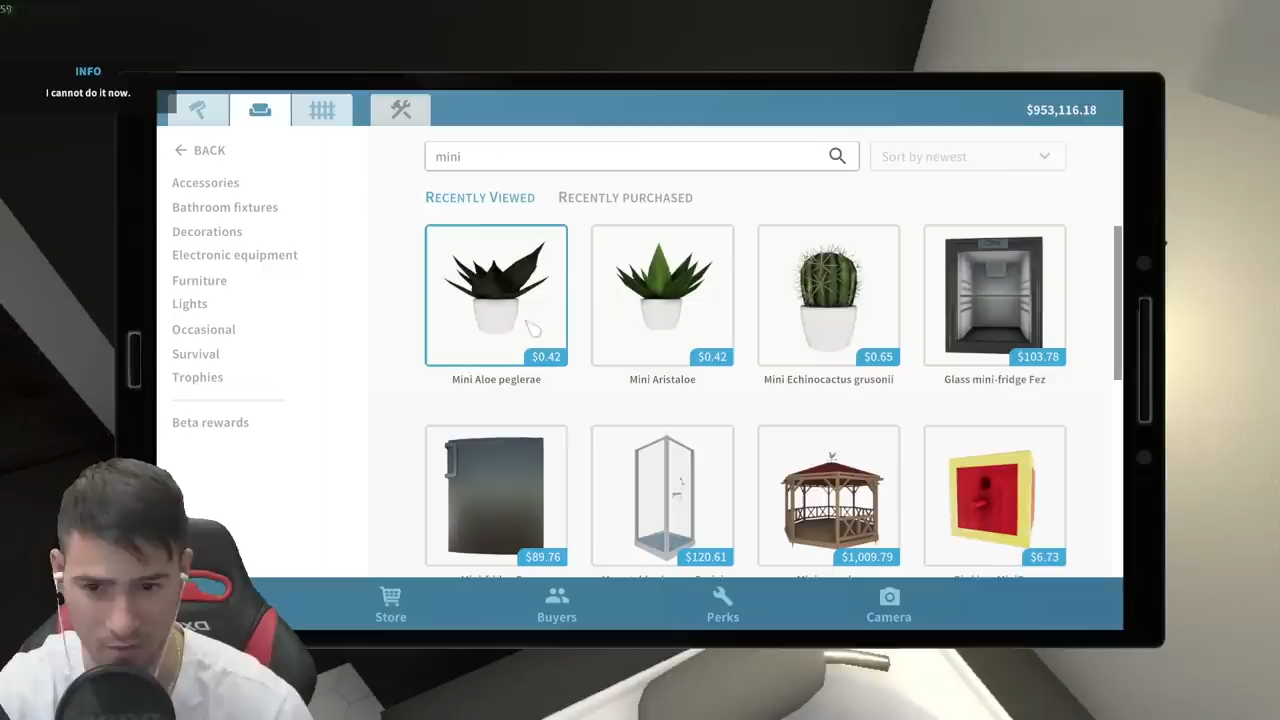 59
INFO
I cannot do it now.
$953,116.18
BACK
mini
Sort by newest
RECENTLY VIEWED
RECENTLY PURCHASED
Accessories
Bathroom fixtures
Decorations
Electronic equipment
Furniture
Lights
Occasional
Survival
Trophies
Beta rewards
$0.42
$0.42
$0.65
$103.78
Mini Aloe peglerae
Mini Aristaloe
Mini Echinocactus grusonii
Glass mini-fridge Fez
$89.76
$120.61
$1,009.79
$6.73
Store
Buyers
Perks
Camera